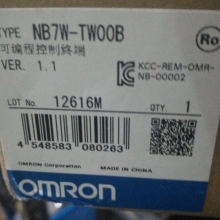 TYPE NB7W-TW00B
可编程控制终端
VER. 1.1
Ro
KCC-REM-OMR-
NB-00002
LOT No. 12616M
QTY. 1
4 548583 080263
OMRON Corporation MADE IN CHINA
OMRON